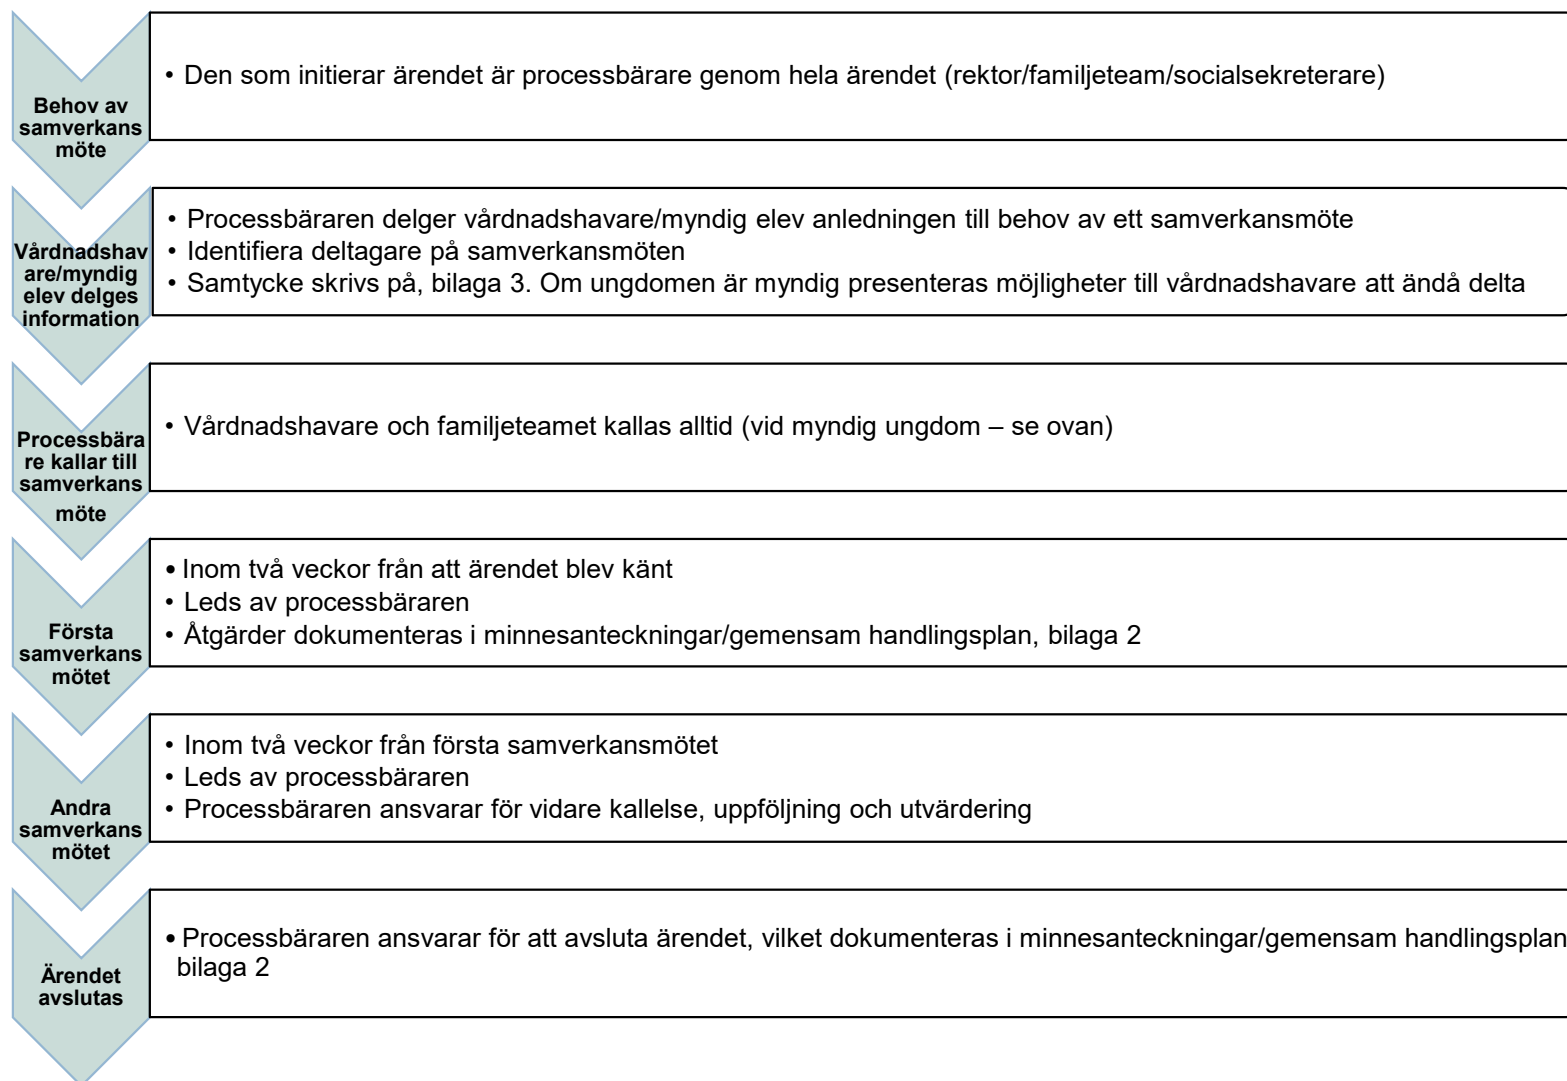 Behov av
samverkans
möte
• Den som initierar ärendet är processbärare genom hela ärendet (rektor/familjeteam/socialsekreterare)
Vårdnadshav
are/myndig
elev delges
information
• Processbäraren delger vårdnadshavare/myndig elev anledningen till behov av ett samverkansmöte
• Identifiera deltagare på samverkansmöten
• Samtycke skrivs på, bilaga 3. Om ungdomen är myndig presenteras möjligheter till vårdnadshavare att ändå delta
Processbära
re kallar till
samverkans
möte
• Vårdnadshavare och familjeteamet kallas alltid (vid myndig ungdom – se ovan)
Första
samverkans
mötet
• Inom två veckor från att ärendet blev känt
• Leds av processbäraren
• Åtgärder dokumenteras i minnesanteckningar/gemensam handlingsplan, bilaga 2
Andra
samverkans
mötet
• Inom två veckor från första samverkansmötet
• Leds av processbäraren
• Processbäraren ansvarar för vidare kallelse, uppföljning och utvärdering
Ärendet
avslutas
• Processbäraren ansvarar för att avsluta ärendet, vilket dokumenteras i minnesanteckningar/gemensam handlingsplan
bilaga 2